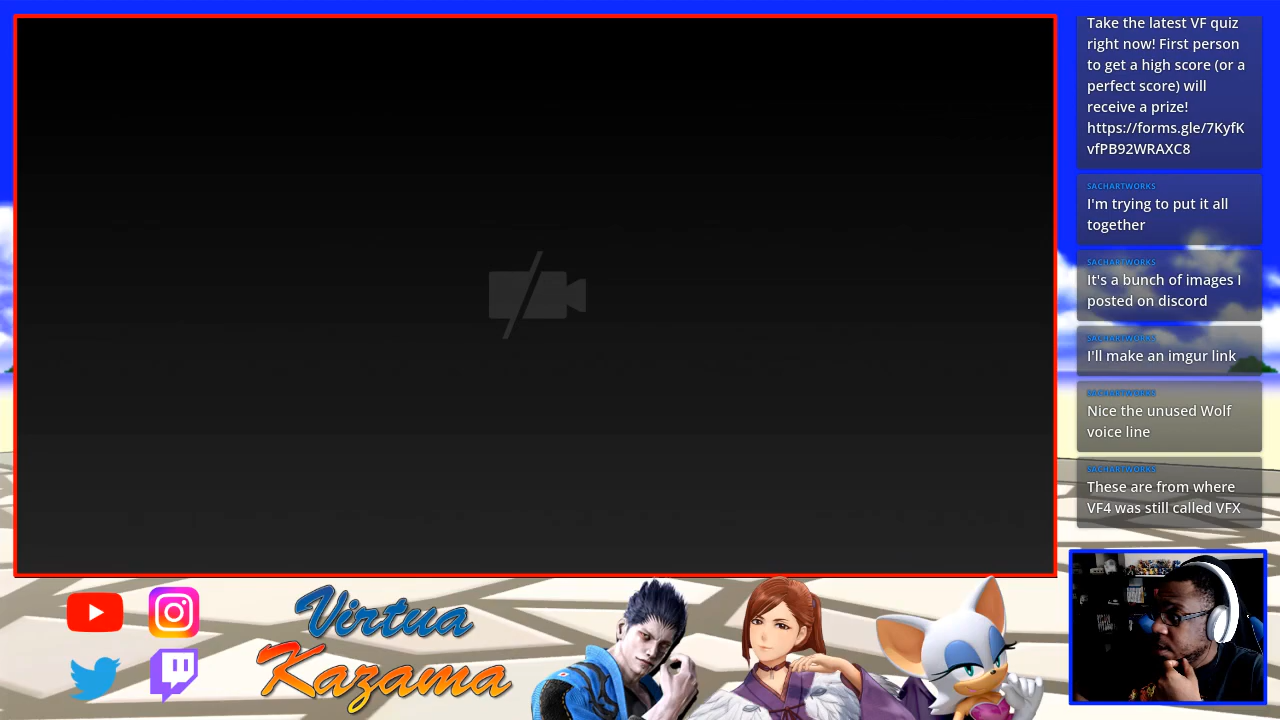 Take the latest VF quiz
right now! First person
to get a high score (or a
perfect score) will
receive a prize!
https://forms.gle/7KyfK
vfPB92WRAXC8
SACHARTWORKS
I'm trying to put it all
together
SACHARTWORKS
It's a bunch of images I
posted on discord
SACHARTWORKS
I'll make an imgur link
SACHARTWORKS
Nice the unused Wolf
voice line
SACHARTWORKS
These are from where
VF4 was still called VFX
Virtua
Kazama